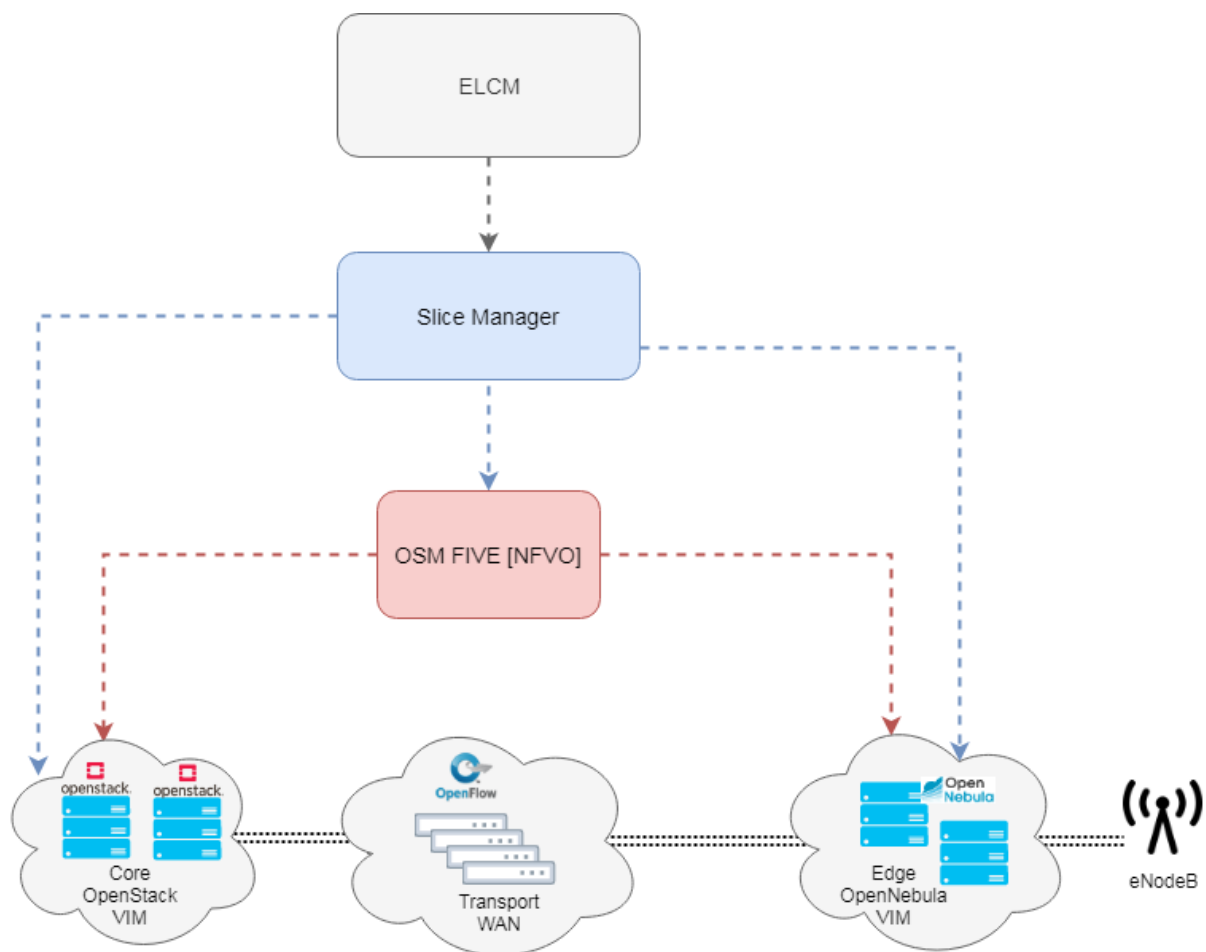 ELCM
Slice Manager
OSM FIVE [NFVO]
openstack.
openstack.
Core
OpenStack
VIM
OpenFlow
Transport
WAN
Open
Nebula
Edge
OpenNebula
VIM
eNodeB